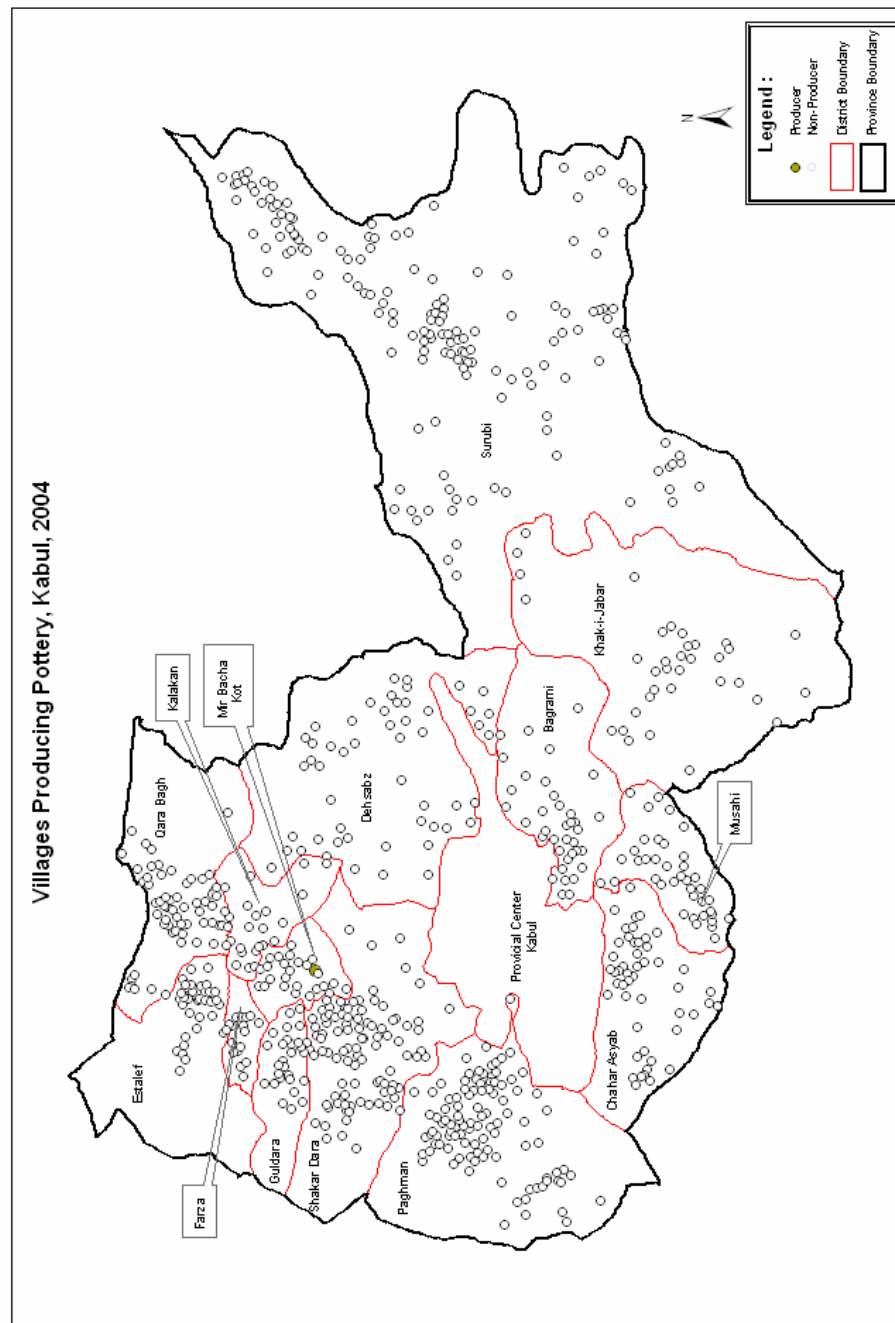 Villages Producing Pottery, Kabul, 2004
Kalakan
Mir Bacha
Kot
Qara Bagh
Estalef
Farza
Guldara
Shakar Dara
Paghman
Dehsabz
Provicial Center
Kabul
Bagrami
Chahar Asyab
Musahi
Khak-i-Jabar
Surubi
N
Legend :
Producer
Non-Producer
District Boundary
Province Boundary